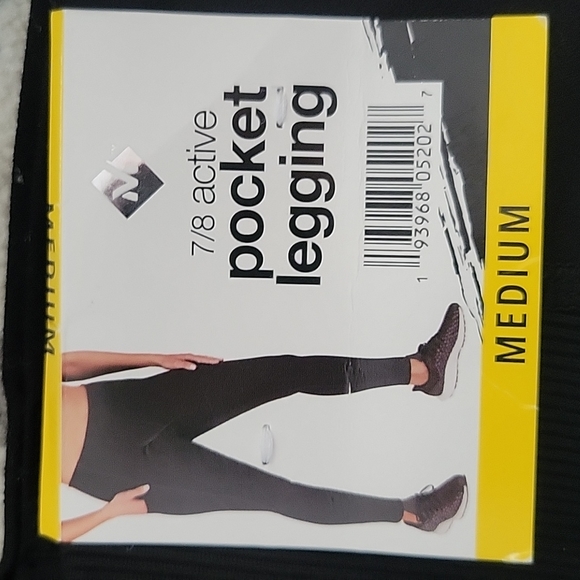 7/8 active
pocket
legging
1 93968 05202 7
MEDIUM
MEDIUM